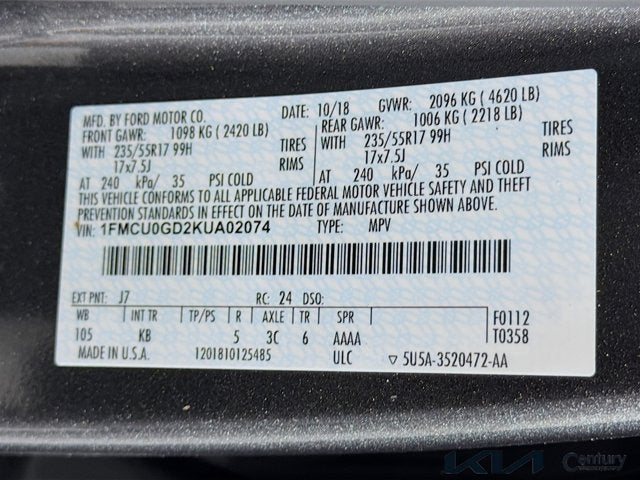 MFD. BY FORD MOTOR CO. DATE: 10/18 GVWR: 2096 KG ( 4620 LB)
FRONT GAWR: 1098 KG ( 2420 LB) REAR GAWR: 1006 KG ( 2218 LB)
WITH 235/55R17 99H TIRES WITH 235/55R17 99H TIRES
17x7.5J RIMS 17x7.5J RIMS
AT 240 kPa/ 35 PSI COLD AT 240 kPa/ 35 PSI COLD
THIS VEHICLE CONFORMS TO ALL APPLICABLE FEDERAL MOTOR VEHICLE SAFETY AND THEFT
PREVENTION STANDARDS IN EFFECT ON THE DATE OF MANUFACTURE SHOWN ABOVE.
VIN: 1FMCU0GD2KUA02074 TYPE: MPV
EXT PNT: J7 RC: 24 DSO:
WB INT TR TP/PS R AXLE TR SPR F0112
105 KB 5 3C 6 AAAA T0358
MADE IN U.S.A. 1201810125485 ULC ▽ 5U5A-3520472-AA
KIA Century